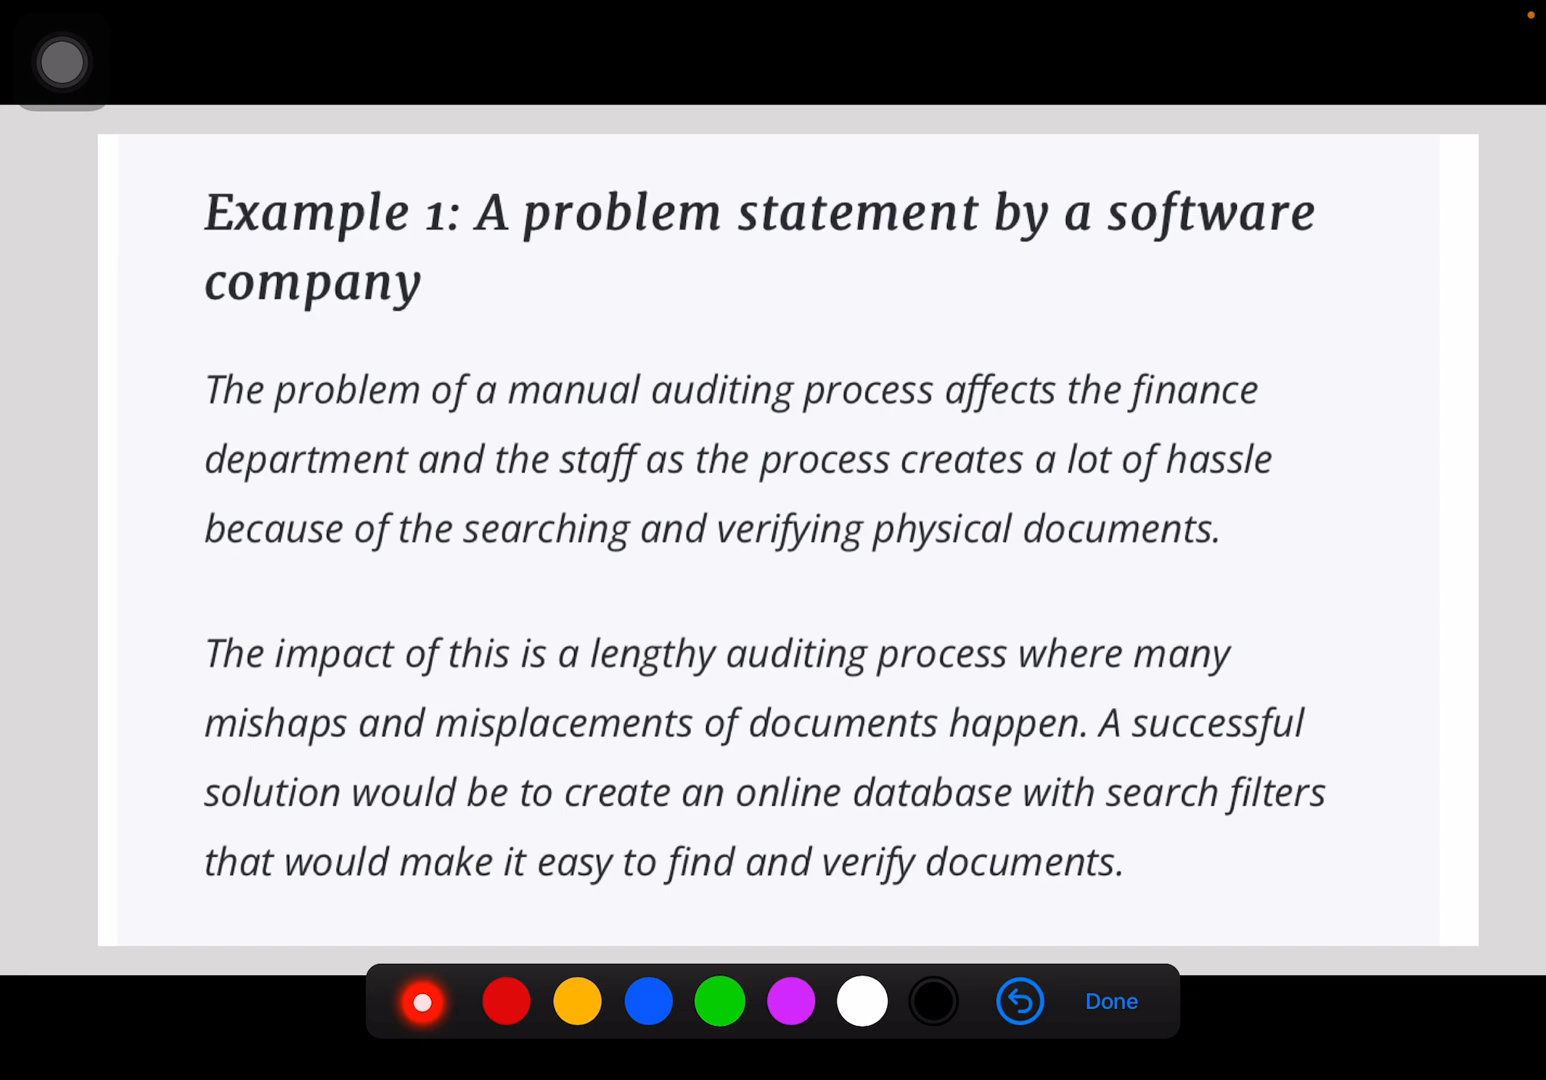 Example 1: A problem statement by a software
company
The problem of a manual auditing process affects the finance
department and the staff as the process creates a lot of hassle
because of the searching and verifying physical documents.
The impact of this is a lengthy auditing process where many
mishaps and misplacements of documents happen. A successful
solution would be to create an online database with search filters
that would make it easy to find and verify documents.
Done